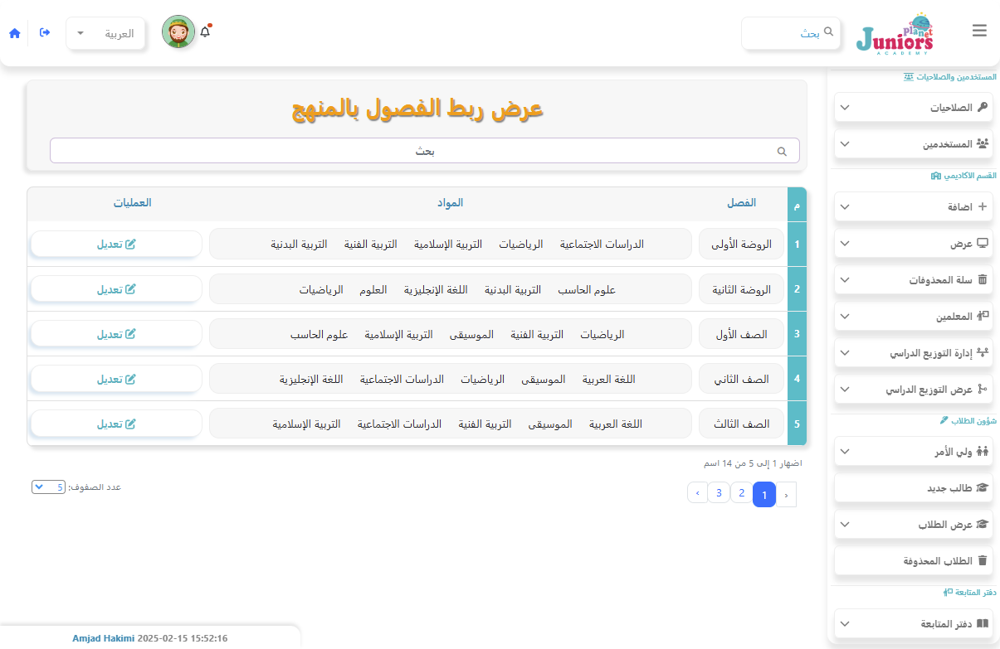 planet
Juniors
ACADEMY
بحث
العربية
المستخدمين والصلاحيات
الصلاحيات
المستخدمين
القسم الاكاديمي
اضافة
عرض
سلة المحذوفات
المعلمين
إدارة التوزيع الدراسي
عرض التوزيع الدراسي
شؤون الطلاب
ولي الأمر
طالب جديد
عرض الطلاب
الطلاب المحذوفة
دفتر المتابعة
دفتر المتابعة
عرض ربط الفصول بالمنهج
بحث
م الفصل المواد العمليات
1 الروضة الأولى الدراسات الاجتماعية الرياضيات التربية الإسلامية التربية الفنية التربية البدنية تعديل
2 الروضة الثانية علوم الحاسب التربية البدنية اللغة الإنجليزية العلوم الرياضيات تعديل
3 الصف الأول الرياضيات التربية الفنية الموسيقى التربية الإسلامية علوم الحاسب تعديل
4 الصف الثاني اللغة العربية الموسيقى الرياضيات الدراسات الاجتماعية اللغة الإنجليزية تعديل
5 الصف الثالث اللغة العربية الموسيقى التربية الفنية الدراسات الاجتماعية التربية الإسلامية تعديل
اضهار 1 إلى 5 من 14 اسم
‹ 1 2 3 ›
عدد الصفوف: 5
Amjad Hakimi 2025-02-15 15:52:16